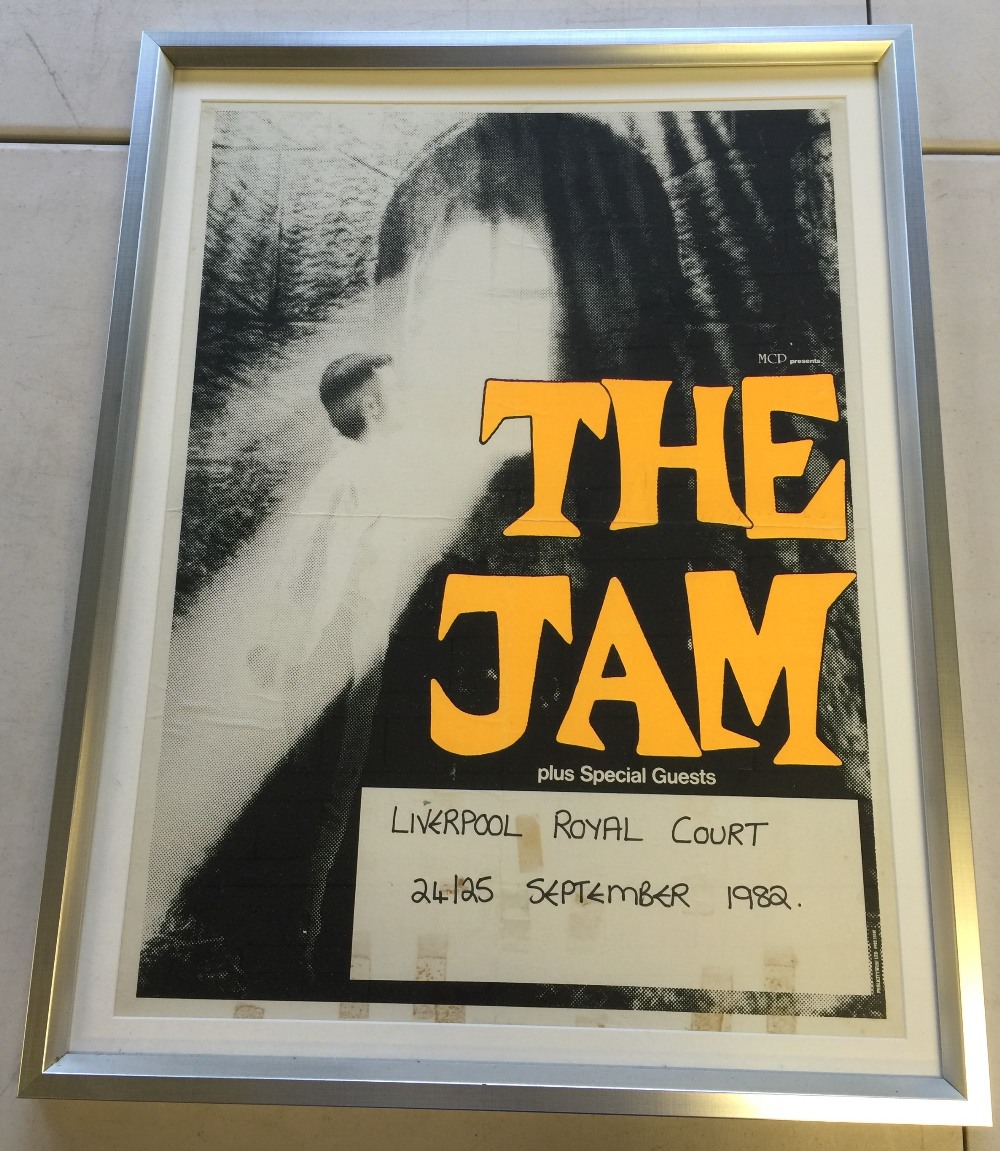 MCP presents
THE
JAM
plus Special Guests
LIVERPOOL ROYAL COURT
24/25 SEPTEMBER 1982.